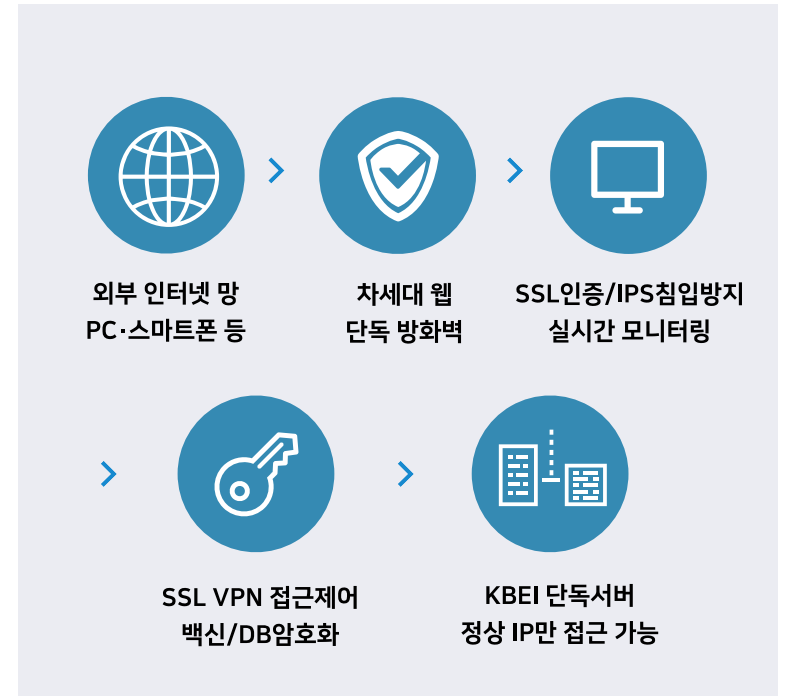 외부 인터넷 망
PC·스마트폰 등
차세대 웹
단독 방화벽
SSL인증/IPS침입방지
실시간 모니터링
SSL VPN 접근제어
백신/DB암호화
KBEI 단독서버
정상 IP만 접근 가능